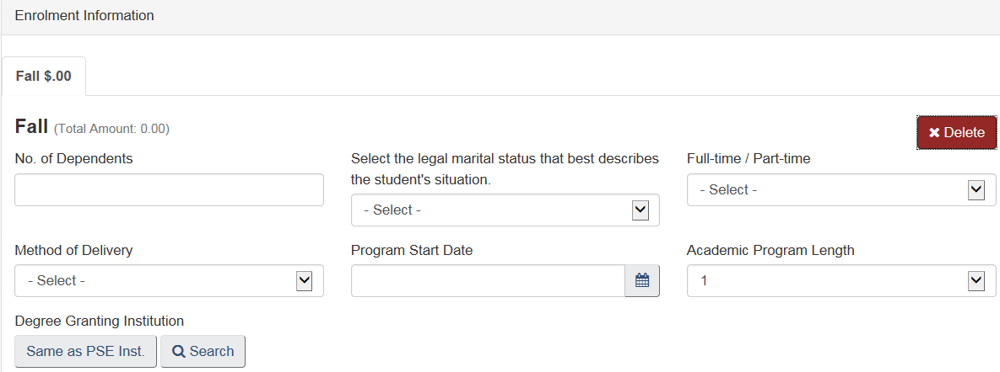 Enrolment Information
Fall $.00
Fall (Total Amount: 0.00)
Delete
No. of Dependents
Select the legal marital status that best describes
the student's situation.
Full-time / Part-time
- Select -
- Select -
Method of Delivery
Program Start Date
Academic Program Length
- Select -
1
Degree Granting Institution
Same as PSE Inst.
Search